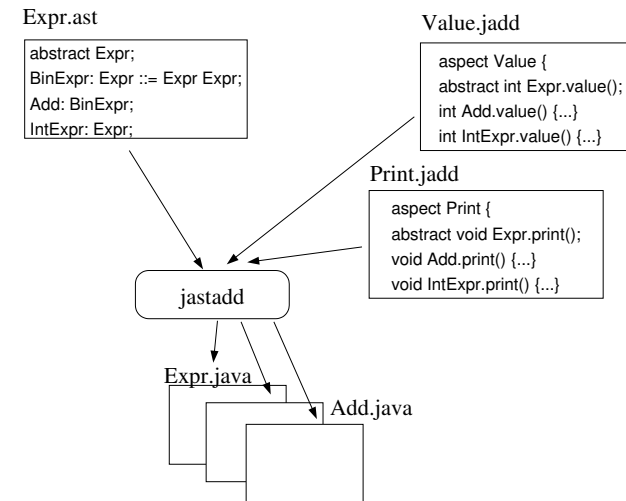 Expr.ast
abstract Expr;
BinExpr: Expr ::= Expr Expr;
Add: BinExpr;
IntExpr: Expr;
Value.jadd
aspect Value {
abstract int Expr.value();
int Add.value() {...}
int IntExpr.value() {...}
Print.jadd
aspect Print {
abstract void Expr.print();
void Add.print() {...}
void IntExpr.print() {...}
jastadd
Expr.java
Add.java